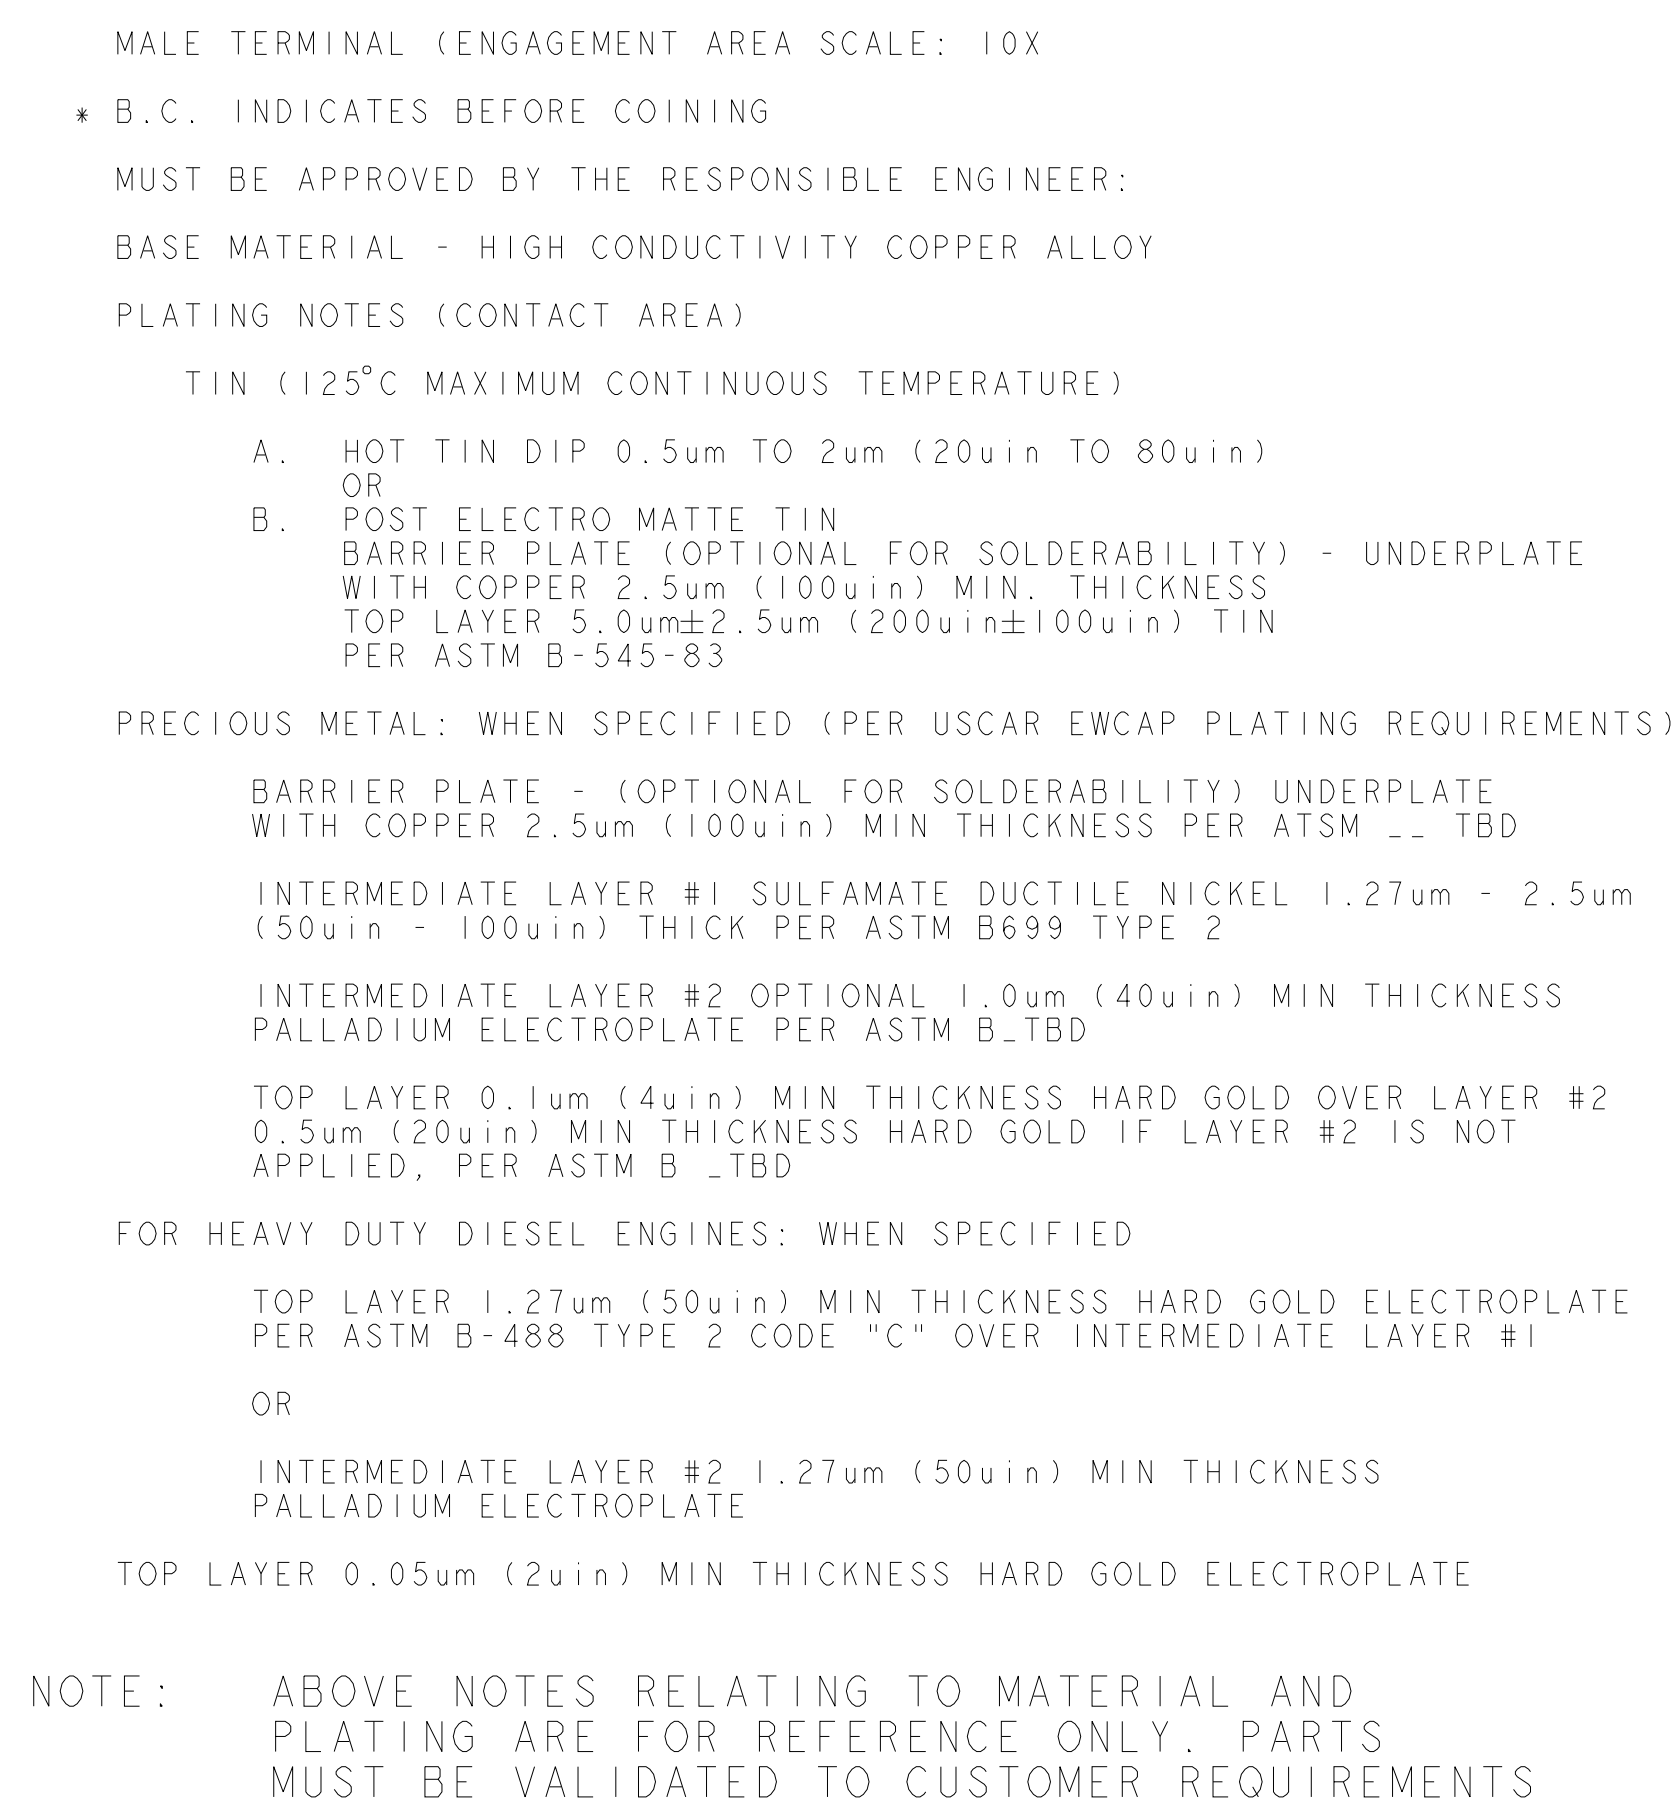 MALE TERMINAL (ENGAGEMENT AREA SCALE: 10X
* B.C. INDICATES BEFORE COINING
MUST BE APPROVED BY THE RESPONSIBLE ENGINEER:
BASE MATERIAL - HIGH CONDUCTIVITY COPPER ALLOY
PLATING NOTES (CONTACT AREA)
TIN (125°C MAXIMUM CONTINUOUS TEMPERATURE)
A. HOT TIN DIP 0.5um TO 2um (20uin TO 80uin)
OR
B. POST ELECTRO MATTE TIN
BARRIER PLATE (OPTIONAL FOR SOLDERABILITY) - UNDERPLATE
WITH COPPER 2.5um (100uin) MIN. THICKNESS
TOP LAYER 5.0um±2.5um (200uin±100uin) TIN
PER ASTM B-545-83
PRECIOUS METAL: WHEN SPECIFIED (PER USCAR EWCAP PLATING REQUIREMENTS)
BARRIER PLATE - (OPTIONAL FOR SOLDERABILITY) UNDERPLATE
WITH COPPER 2.5um (100uin) MIN THICKNESS PER ATSM __ TBD
INTERMEDIATE LAYER #1 SULFAMATE DUCTILE NICKEL 1.27um - 2.5um
(50uin - 100uin) THICK PER ASTM B699 TYPE 2
INTERMEDIATE LAYER #2 OPTIONAL 1.0um (40uin) MIN THICKNESS
PALLADIUM ELECTROPLATE PER ASTM B_TBD
TOP LAYER 0.1um (4uin) MIN THICKNESS HARD GOLD OVER LAYER #2
0.5um (20uin) MIN THICKNESS HARD GOLD IF LAYER #2 IS NOT
APPLIED, PER ASTM B _TBD
FOR HEAVY DUTY DIESEL ENGINES: WHEN SPECIFIED
TOP LAYER 1.27um (50uin) MIN THICKNESS HARD GOLD ELECTROPLATE
PER ASTM B-488 TYPE 2 CODE "C" OVER INTERMEDIATE LAYER #1
OR
INTERMEDIATE LAYER #2 1.27um (50uin) MIN THICKNESS
PALLADIUM ELECTROPLATE
TOP LAYER 0.05um (2uin) MIN THICKNESS HARD GOLD ELECTROPLATE
NOTE: ABOVE NOTES RELATING TO MATERIAL AND
PLATING ARE FOR REFERENCE ONLY. PARTS
MUST BE VALIDATED TO CUSTOMER REQUIREMENTS